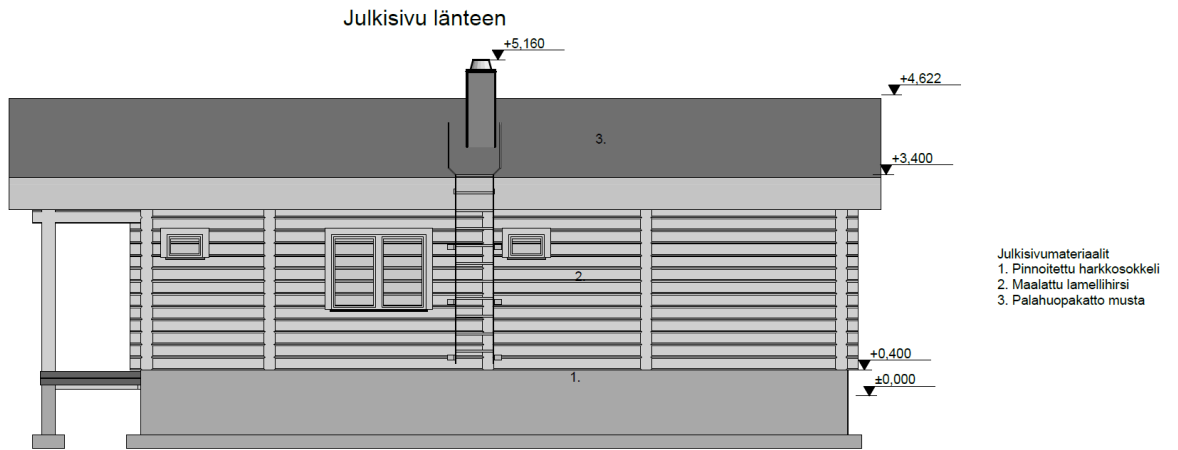 Julkisivu länteen
+5,160
+4,622
3.
+3,400
Julkisivumateriaalit
1. Pinnoitettu harkkosokkeli
2. Maalattu lamellihirsi
3. Palahuopakatto musta
2.
+0,400
1.
±0,000